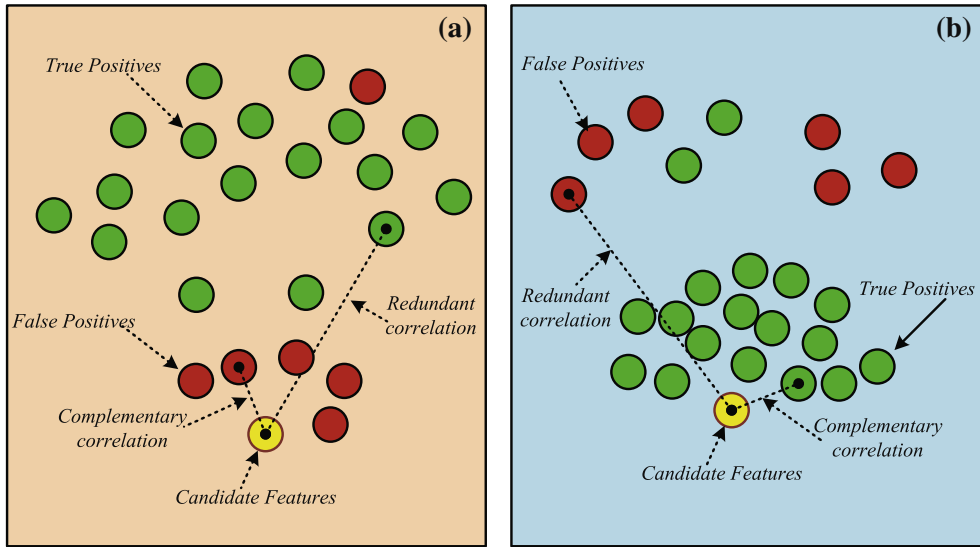 (a)
True Positives
Redundant
correlation
False Positives
Complementary
correlation
Candidate Features
(b)
False Positives
Redundant
correlation
True Positives
Complementary
correlation
Candidate Features